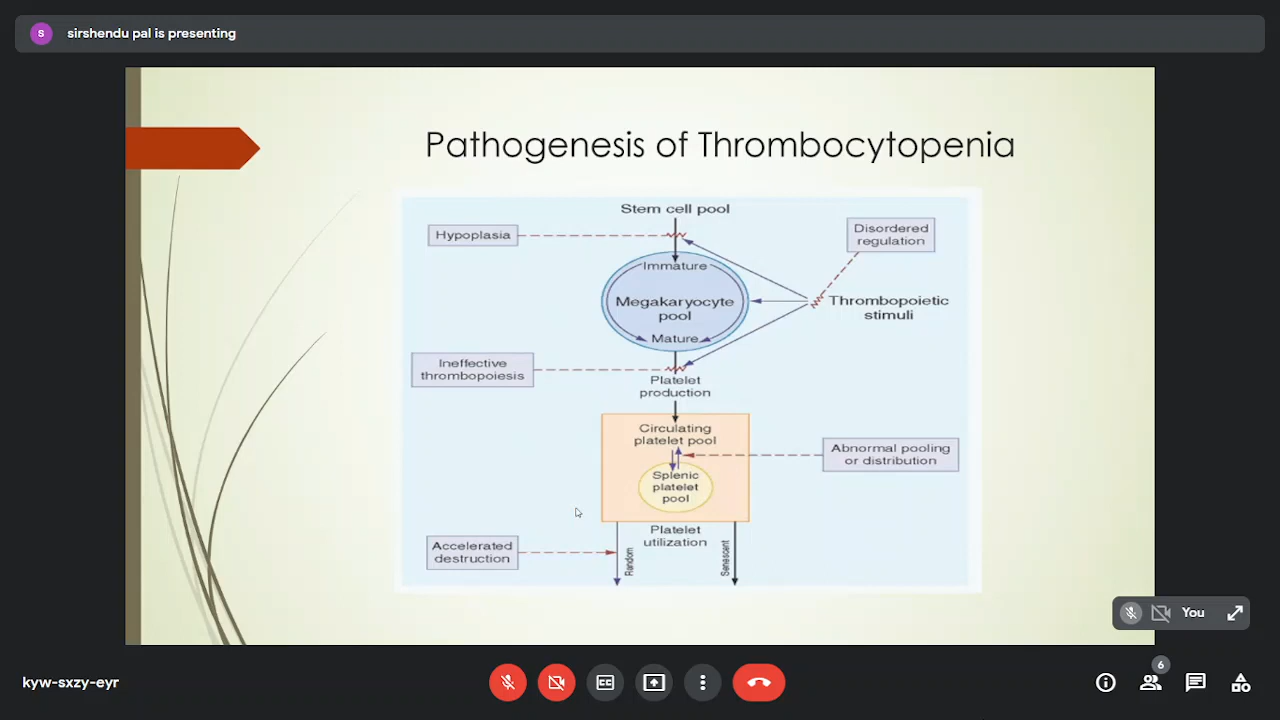 S
sirshendu pal is presenting
Pathogenesis of Thrombocytopenia
Stem cell pool
Hypoplasia
Disordered
regulation
Immature
Megakaryocyte
pool
Mature
Thrombopoietic
stimuli
Ineffective
thrombopoiesis
Platelet
production
Circulating
platelet pool
Abnormal pooling
or distribution
Splenic
platelet
pool
Platelet
utilization
Accelerated
destruction
Random
Senescent
You
kyw-sxzy-eyr
CC
6